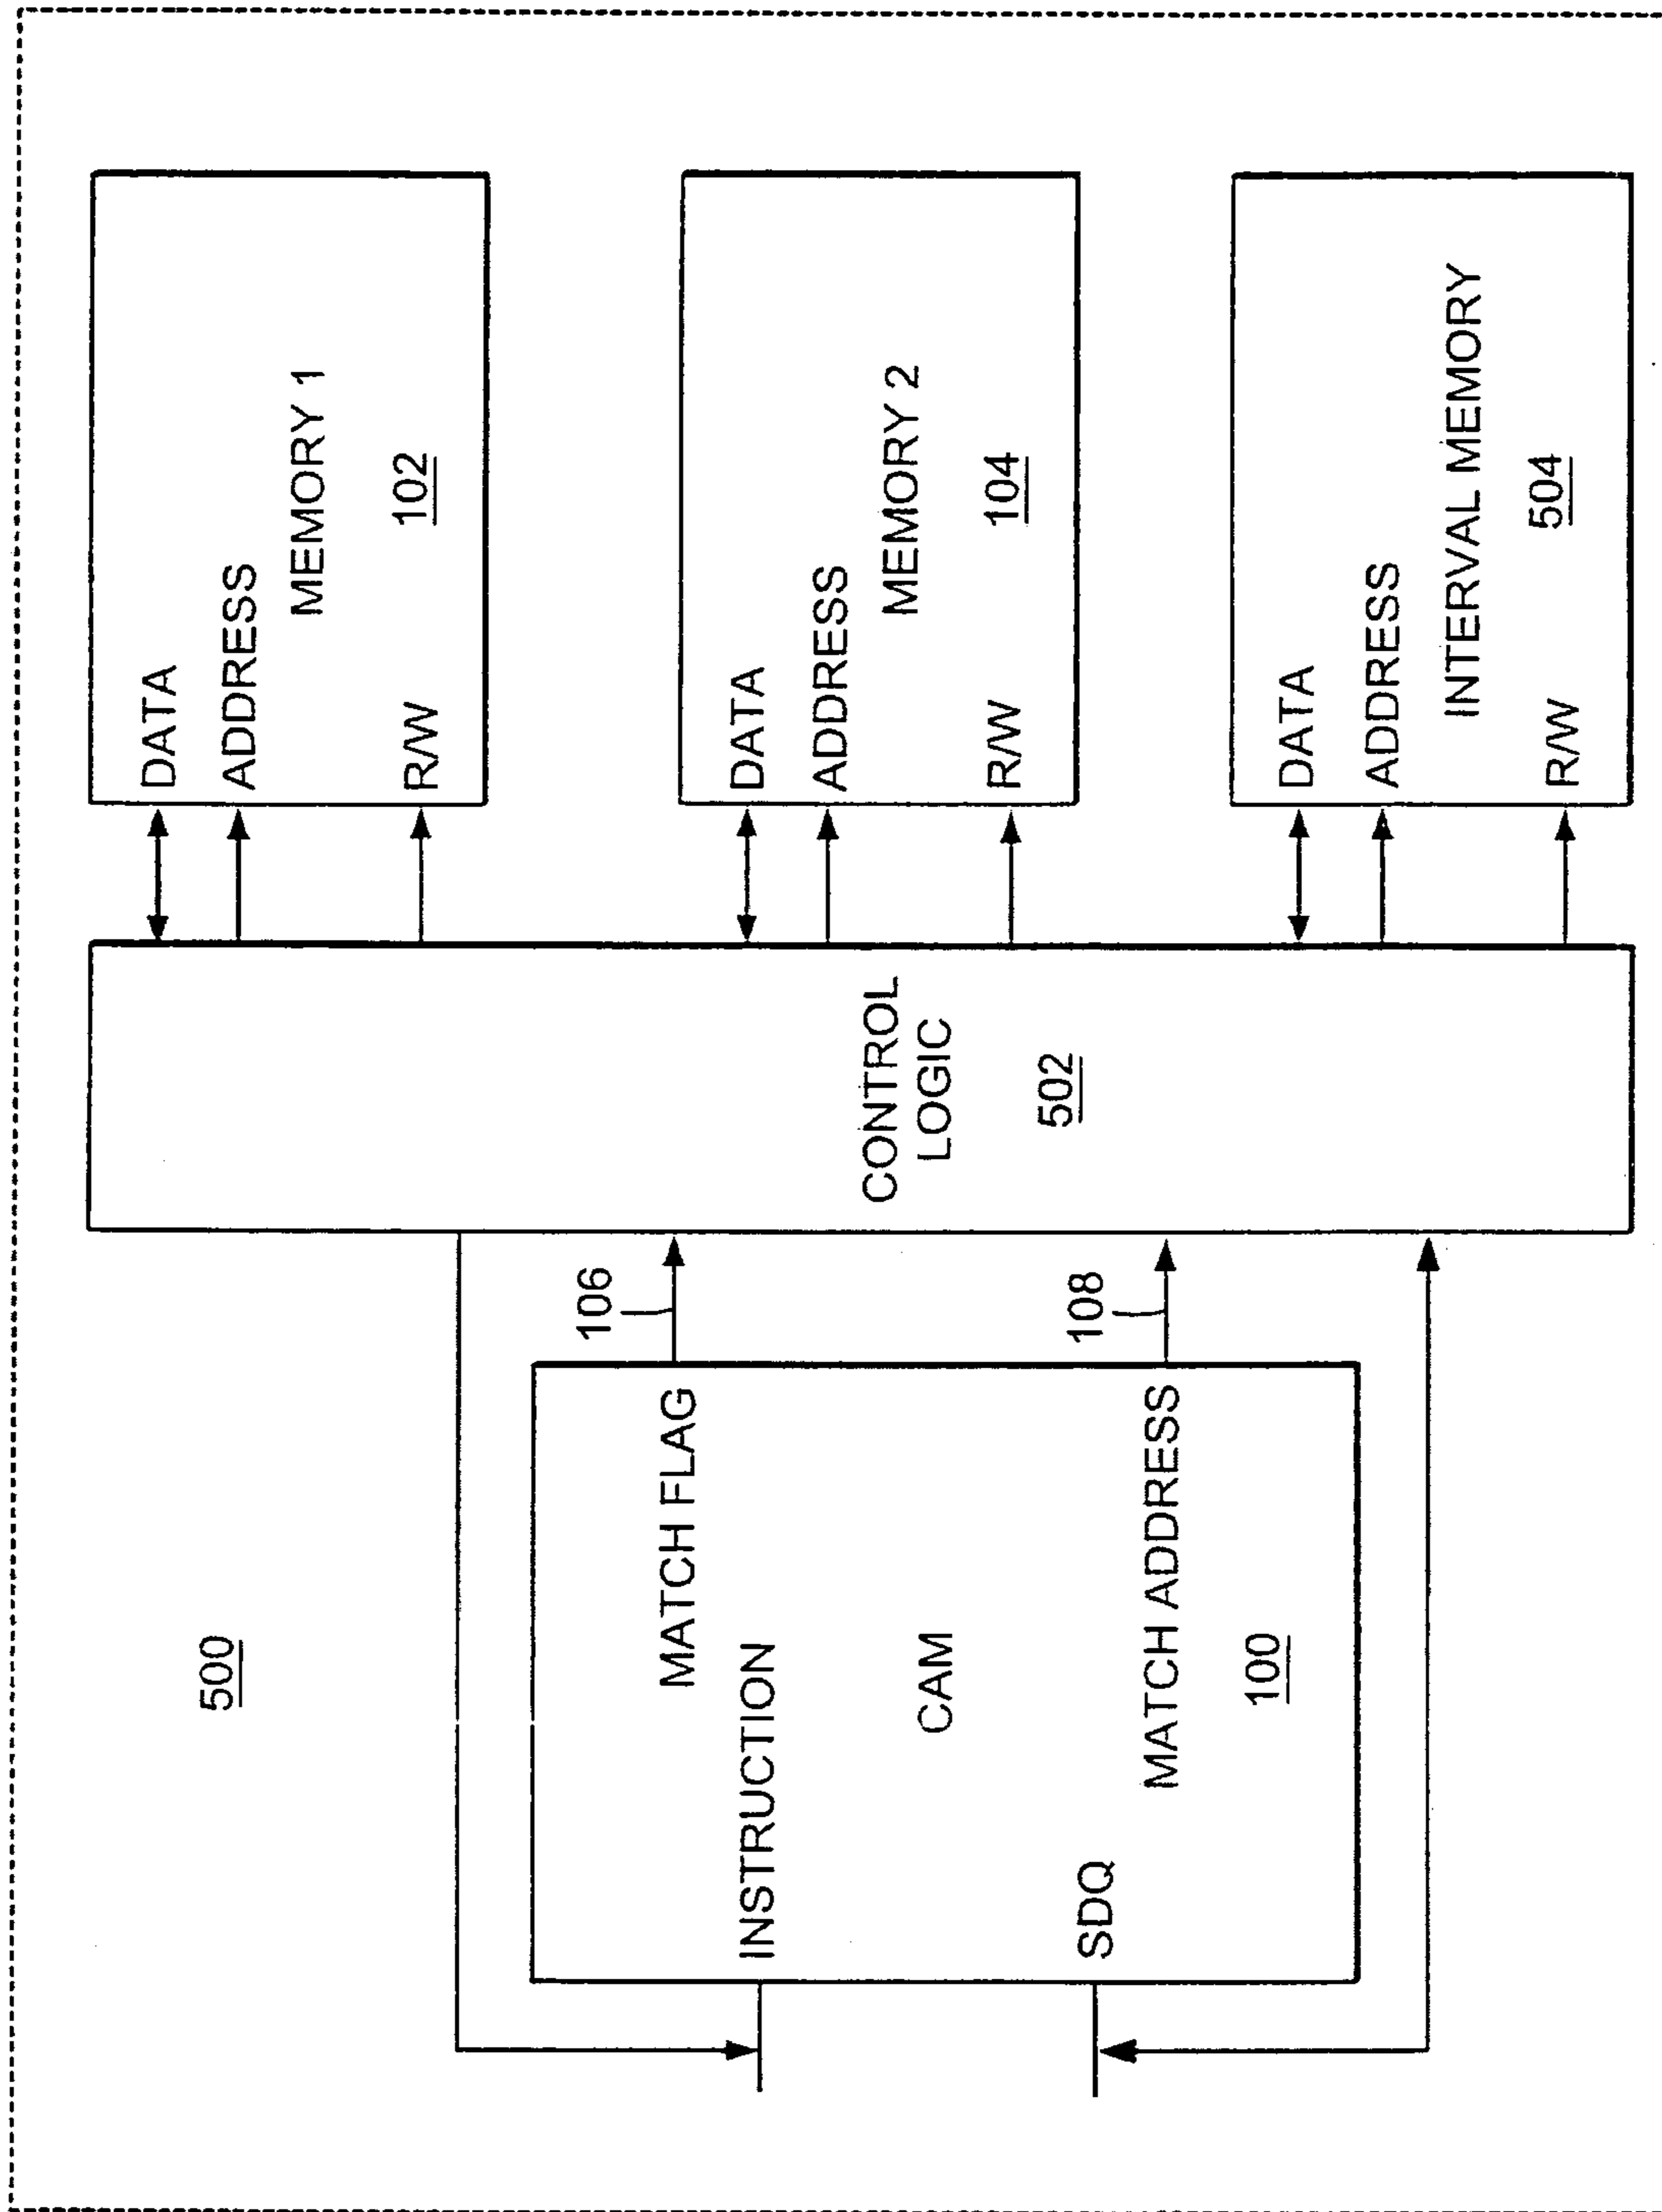 500
INSTRUCTION
SDQ
MATCH FLAG
CAM
MATCH ADDRESS
100
106
108
CONTROL
LOGIC
502
DATA
ADDRESS
MEMORY 1
102
R/W
DATA
ADDRESS
MEMORY 2
104
R/W
DATA
ADDRESS
INTERVAL MEMORY
504
R/W